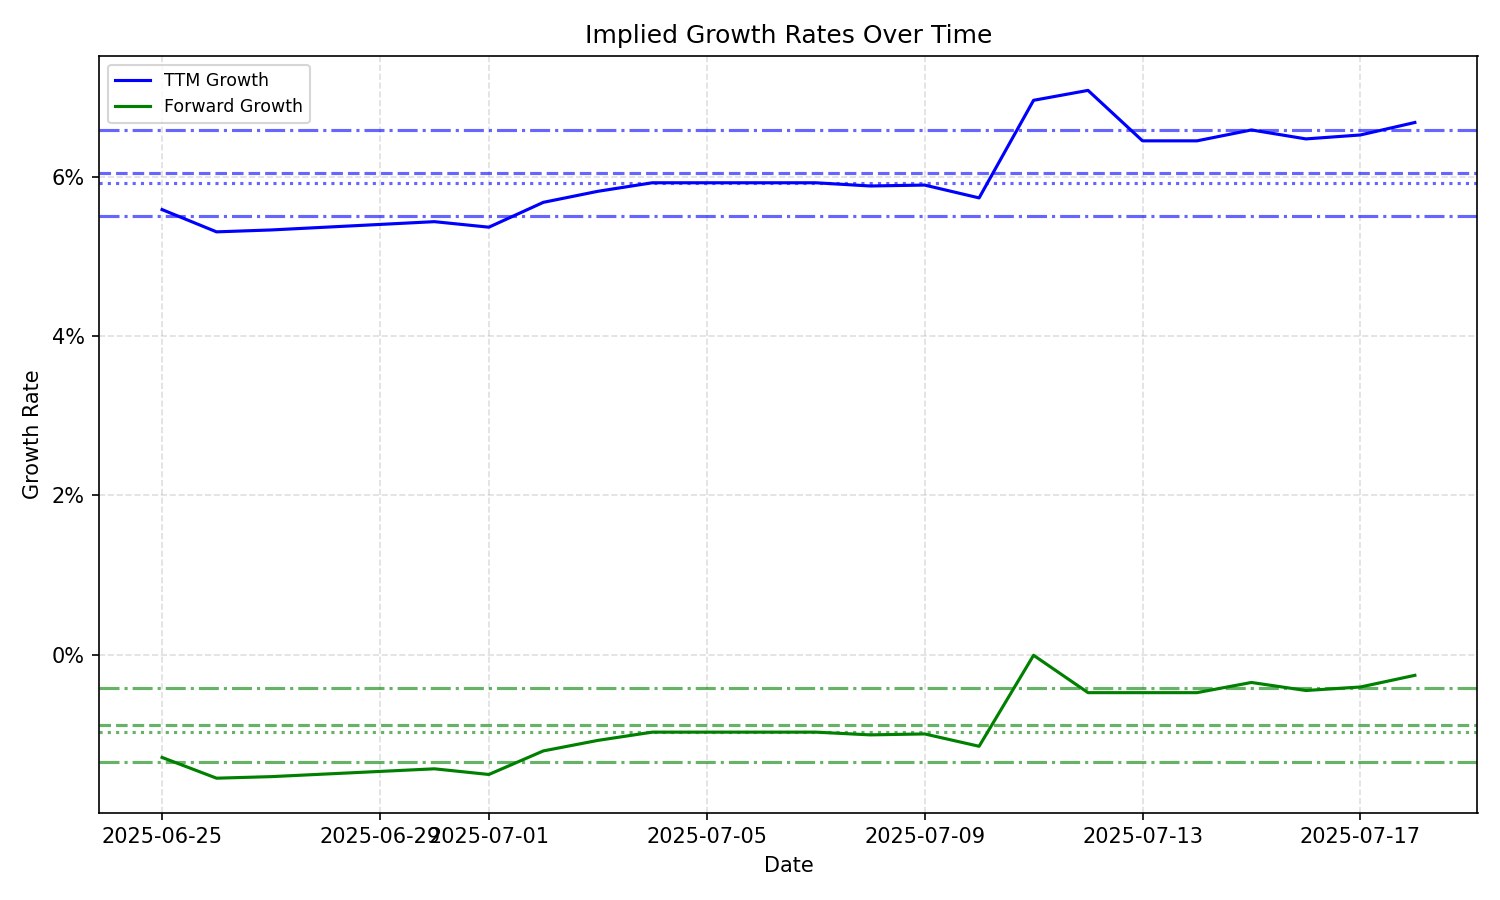 Implied Growth Rates Over Time
TTM Growth
Forward Growth
6%
4%
2%
0%
Growth Rate
2025-06-25
2025-06-29
2025-07-01
2025-07-05
2025-07-09
2025-07-13
2025-07-17
Date